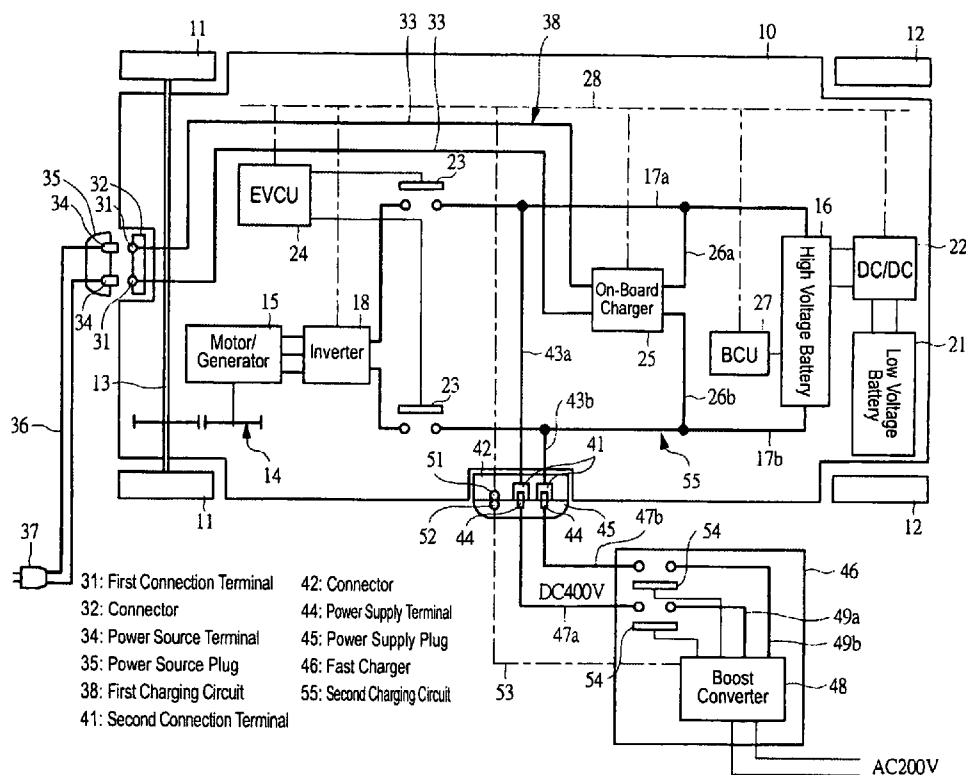 11
33
33
38
10
12
28
35
34
32
31
EVCU
24
23
17a
16
22
26a
High Voltage Battery
DC/DC
On-Board
Charger
25
27
BCU
21
Low Voltage
Battery
15
18
Motor/
Generator
Inverter
34
31
13
43a
26b
36
23
43b
14
42
41
55
17b
51
11
52
44
44
45
47b
12
37
54
46
DC400V
47a
49a
49b
53
54
Boost
Converter
48
AC200V
31: First Connection Terminal
32: Connector
34: Power Source Terminal
35: Power Source Plug
38: First Charging Circuit
41: Second Connection Terminal
42: Connector
44: Power Supply Terminal
45: Power Supply Plug
46: Fast Charger
55: Second Charging Circuit